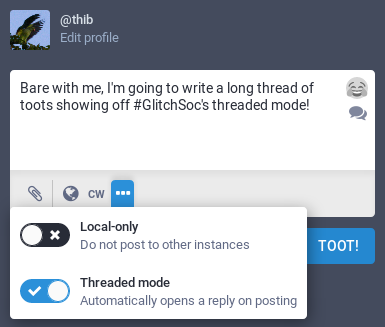 @thib
Edit profile
Bare with me, I'm going to write a long thread of
toots showing off #GlitchSoc's threaded mode!
CW
Local-only
Do not post to other instances
TOOT!
Threaded mode
Automatically opens a reply on posting